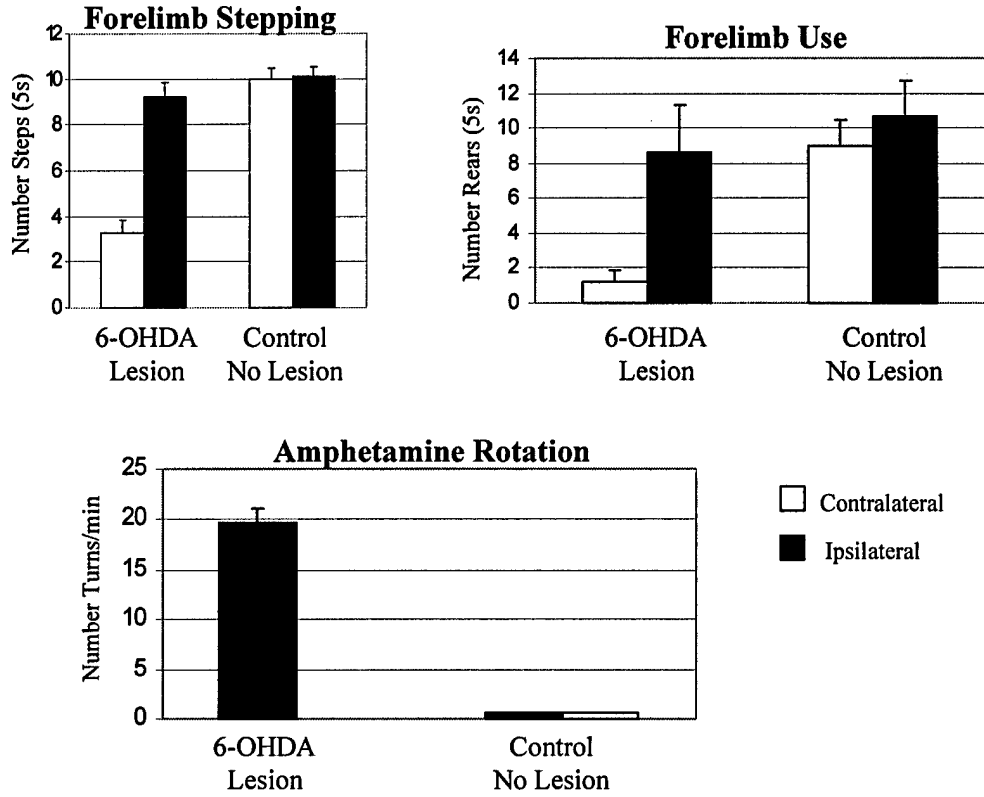 Forelimb Stepping
Number Steps (5s)
12
10
8
6
4
2
0
6-OHDA
Lesion
Control
No Lesion
Forelimb Use
Number Rears (5s)
14
12
10
8
6
4
2
0
6-OHDA
Lesion
Control
No Lesion
Amphetamine Rotation
Number Turns/min
25
20
15
10
5
0
6-OHDA
Lesion
Control
No Lesion
Contralateral
Ipsilateral